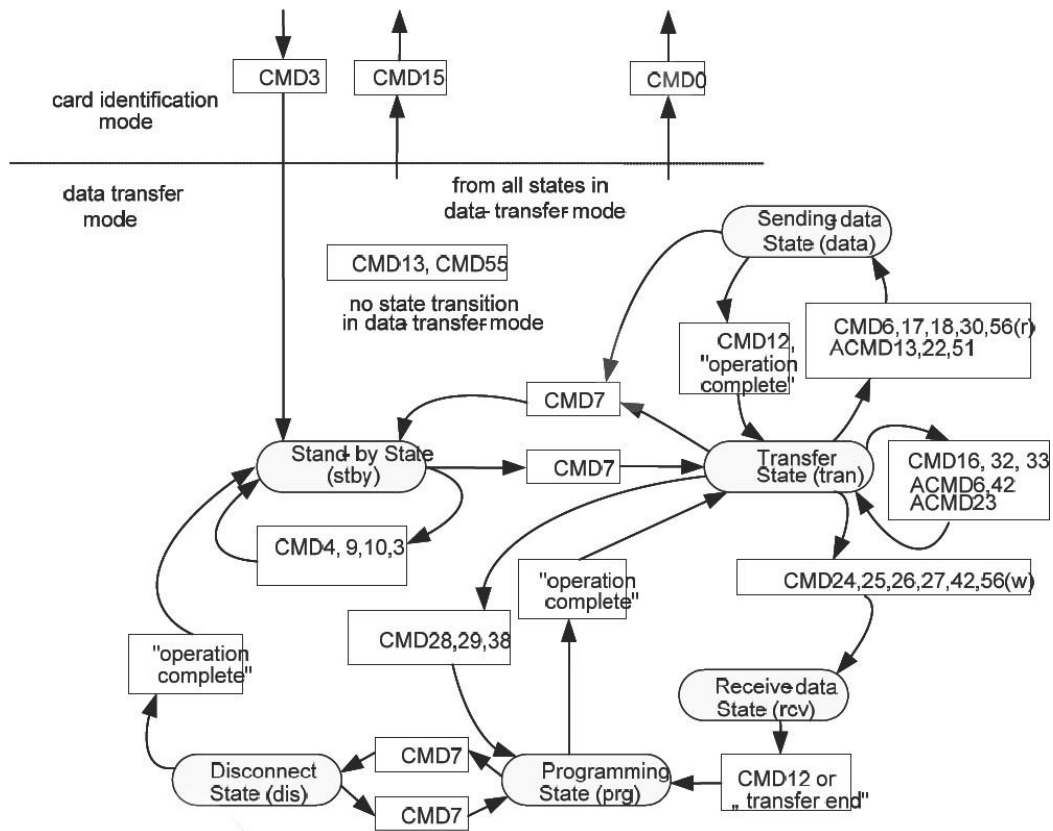 CMD3
CMD15
CMD0
card identification
mode
data transfer
mode
from all states in
data-transfer-mode
Sending-data
State (data)
CMD13, CMD55
no state transition
in data transfer mode
CMD12,
"operation
complete"
CMD6,17,18,30,56(r)
ACMD13,22,51
CMD7
Stand-by State
(stby)
CMD7
Transfer
State (tran)
CMD16, 32, 33
ACMD6,42
ACMD23
CMD4, 9,10,3
"operation
complete"
CMD24,25,26,27,42,56(w)
CMD28,29,38
"operation
complete"
Receive-data
State (rcv)
Disconnect
State (dis)
CMD7
CMD7
Programming
State (prg)
CMD12 or
„ transfer end"